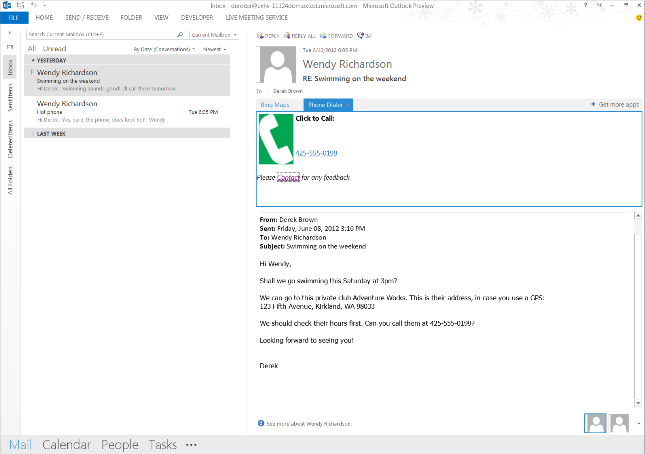 Inbox - derekbr@exhs-11124dom.extest.microsoft.com - Microsoft Outlook Preview
FILE HOME SEND / RECEIVE FOLDER VIEW DEVELOPER LIVE MEETING SERVICE
Search Current Mailbox (Ctrl+E) Current Mailbox
All Unread By Date (Conversations) Newest
YESTERDAY
Wendy Richardson
Swimming on the weekend
Hi Derek, Swimming sounds good! I'll call them tomorrow.
Wendy Richardson
Hot phone Tue 6:05 PM
Hi Derek, Yes, sure, the phone does look hot! Wendy
LAST WEEK
Inbox
Sent Items
Deleted Items
All Folders
REPLY REPLY ALL FORWARD IM
Tue 6/12/2012 6:05 PM
Wendy Richardson
RE: Swimming on the weekend
To Derek Brown
Bing Maps Phone Dialer Get more apps
Click to Call:
425-555-0199
Please Contact for any feedback.
From: Derek Brown
Sent: Friday, June 08, 2012 3:16 PM
To: Wendy Richardson
Subject: Swimming on the weekend
Hi Wendy,
Shall we go swimming this Saturday at 3pm?
We can go to this private club Adventure Works. This is their address, in case you use a GPS:
123 Fifth Avenue, Kirkland, WA 98033
We should check their hours first. Can you call them at 425-555-0199?
Looking forward to seeing you!
Derek
See more about Wendy Richardson.
Mail Calendar People Tasks •••